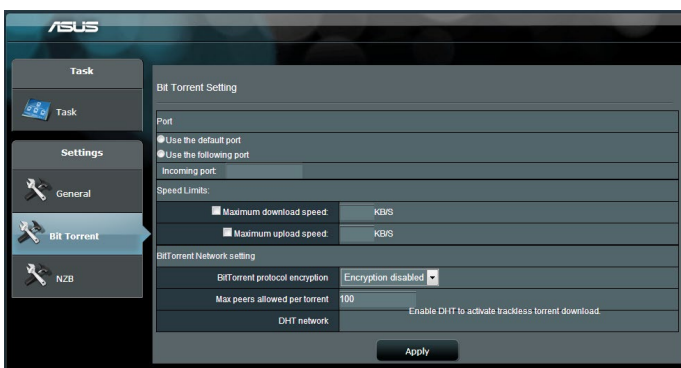 ASUS
Task
Task
Settings
General
Bit Torrent
NZB
Bit Torrent Setting
Port
Use the default port
Use the following port
Incoming port:
Speed Limits:
Maximum download speed: KB/S
Maximum upload speed: KB/S
BitTorrent Network setting
BitTorrent protocol encryption Encryption disabled
Max peers allowed per torrent 100
DHT network Enable DHT to activate trackless torrent download.
Apply